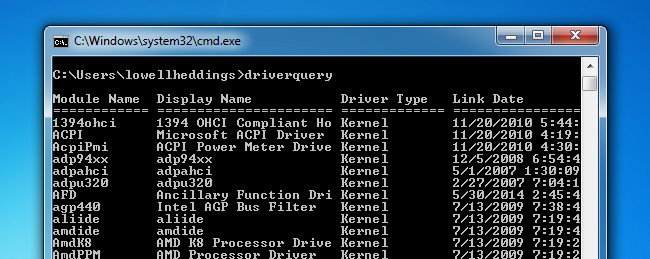 C:\Windows\system32\cmd.exe
C:\Users\lowellheddings>driverquery
Module Name  Display Name           Driver Type   Link Date
============ ====================== ============= ================
1394ohci     1394 OHCI Compliant Ho Kernel        11/20/2010 5:44:
ACPI         Microsoft ACPI Driver  Kernel        11/20/2010 4:19:
AcpiPmi      ACPI Power Meter Drive Kernel        11/20/2010 4:30:
adp94xx      adp94xx                Kernel        12/5/2008 6:54:4
adpahci      adpahci                Kernel        5/1/2007 1:30:09
adpu320      adpu320                Kernel        2/27/2007 7:04:1
AFD          Ancillary Function Dri Kernel        5/30/2014 2:45:4
agp440       Intel AGP Bus Filter   Kernel        7/13/2009 7:38:4
aliide       aliide                 Kernel        7/13/2009 7:19:4
amdide       amdide                 Kernel        7/13/2009 7:19:4
AmdK8        AMD K8 Processor Drive Kernel        7/13/2009 7:19:2
AmdPPM       AMD Processor Driver   Kernel        7/13/2009 7:19:2